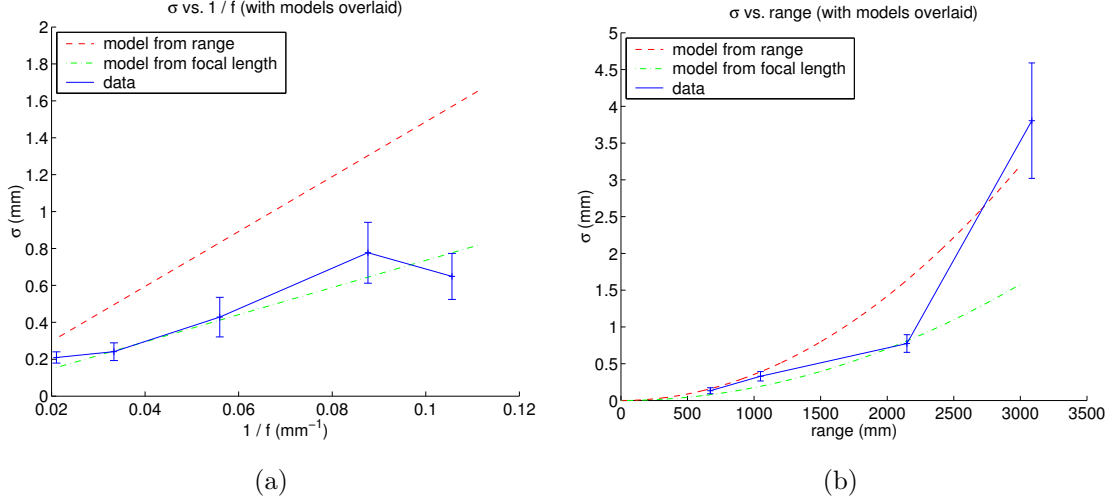 σ vs. 1 / f (with models overlaid)
2
1.8
1.6
1.4
1.2
1
0.8
0.6
0.4
0.2
0
σ (mm)
model from range
model from focal length
data
0.02
0.04
0.06
0.08
0.1
0.12
1 / f (mm⁻¹)
(a)
σ vs. range (with models overlaid)
5
4.5
4
3.5
3
2.5
2
1.5
1
0.5
0
σ (mm)
model from range
model from focal length
data
0
500
1000
1500
2000
2500
3000
3500
range (mm)
(b)